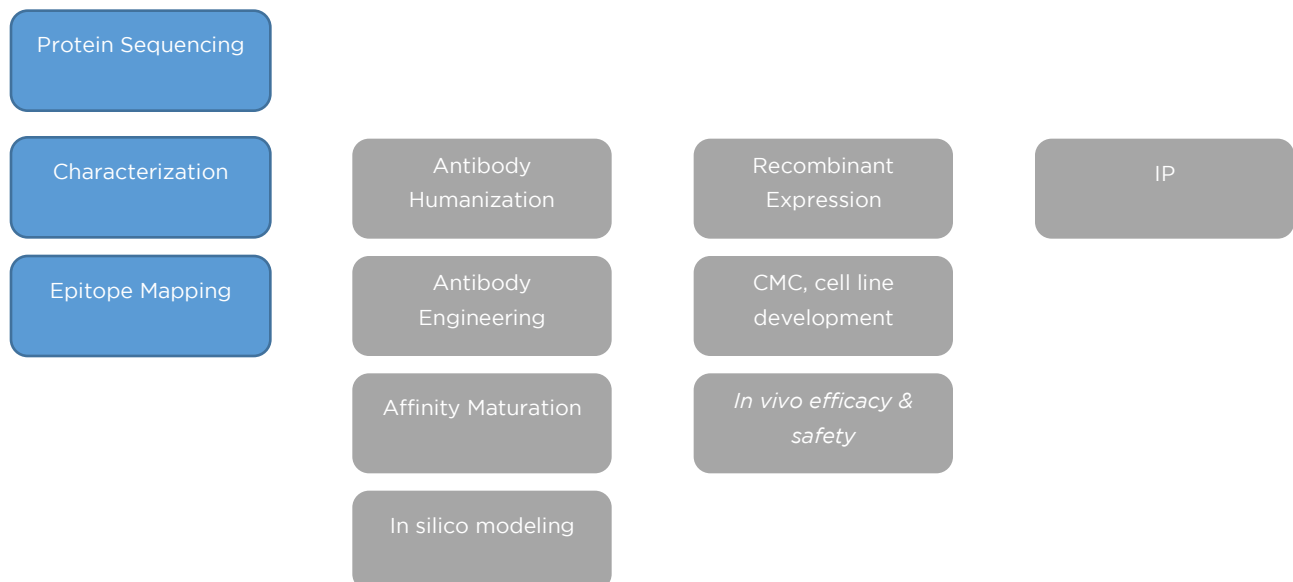 Protein Sequencing
Characterization
Epitope Mapping
Antibody
Humanization
Antibody
Engineering
Affinity Maturation
In silico modeling
Recombinant
Expression
CMC, cell line
development
In vivo efficacy &
safety
IP